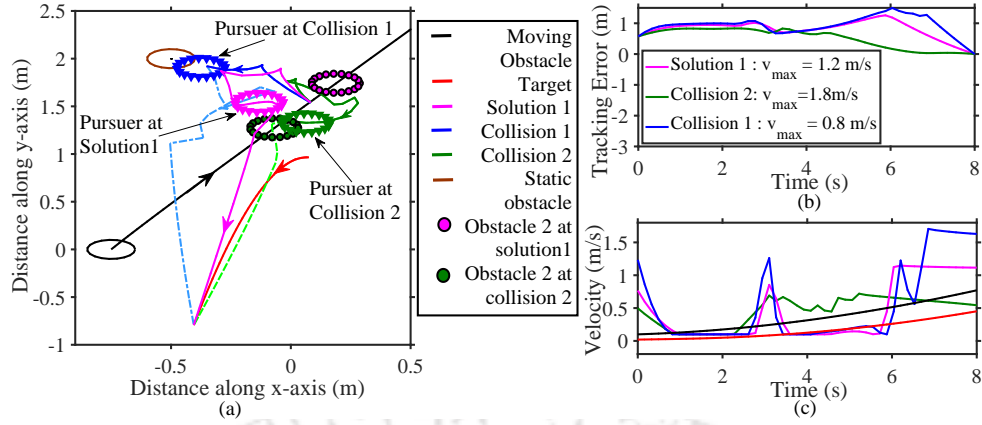 (a)
Pursuer at Collision 1
Pursuer at
Solution1
Pursuer at
Collision 2
Distance along y-axis (m)
2.5
2
1.5
1
0.5
0
-0.5
-1
-0.5
0
0.5
Distance along x-axis (m)
(a)
Moving
Obstacle
Target
Solution 1
Collision 1
Collision 2
Static
obstacle
Obstacle 2 at
solution1
Obstacle 2 at
collision 2
Tracking Error (m)
1
0
-1
-2
-3
Solution 1 : vmax = 1.2 m/s
Collision 2: vmax=1.8m/s
Collision 1 : vmax = 0.8 m/s
0
2
4
6
8
Time (s)
(b)
Velocity (m/s)
1.5
1
0.5
0
0
2
4
6
8
Time (s)
(c)